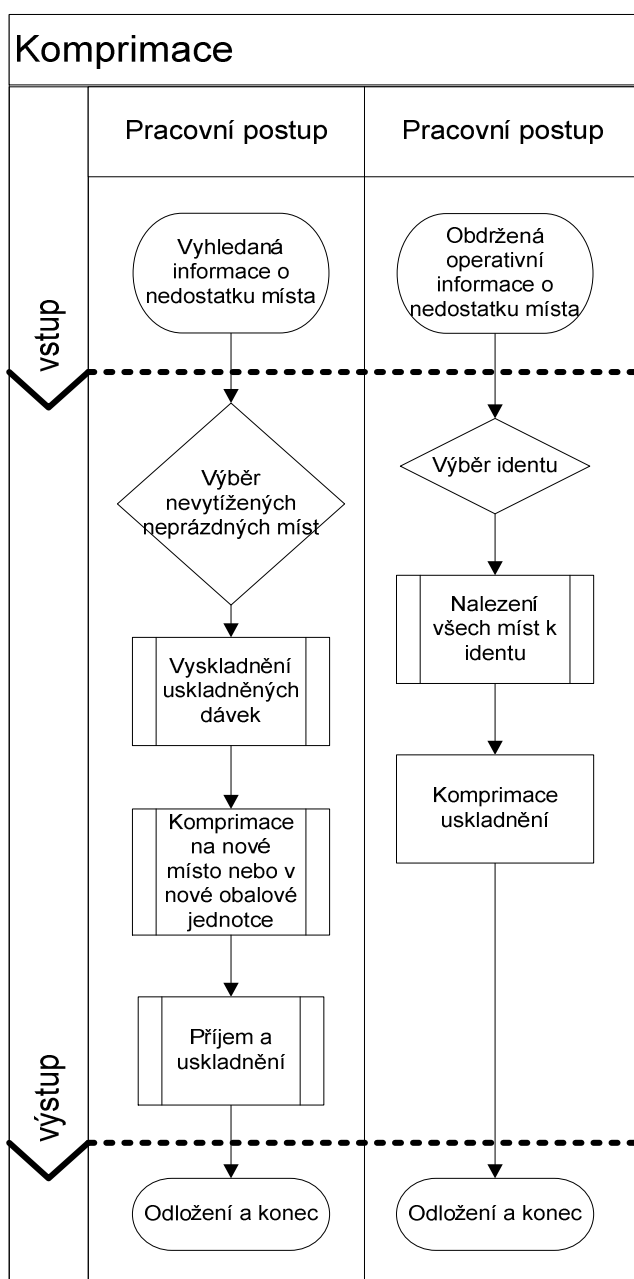 Komprimace
Pracovní postup
Pracovní postup
vstup
Vyhledaná
informace o
nedostatku místa
Výběr
nevytížených
neprázdných míst
Vyskladnění
uskladněných
dávek
Komprimace
na nové
místo nebo v
nové obalové
jednotce
Příjem a
uskladnění
výstup
Odložení a konec
Obdržená
operativní
informace o
nedostatku místa
Výběr identu
Nalezení
všech míst k
identu
Komprimace
uskladnění
Odložení a konec